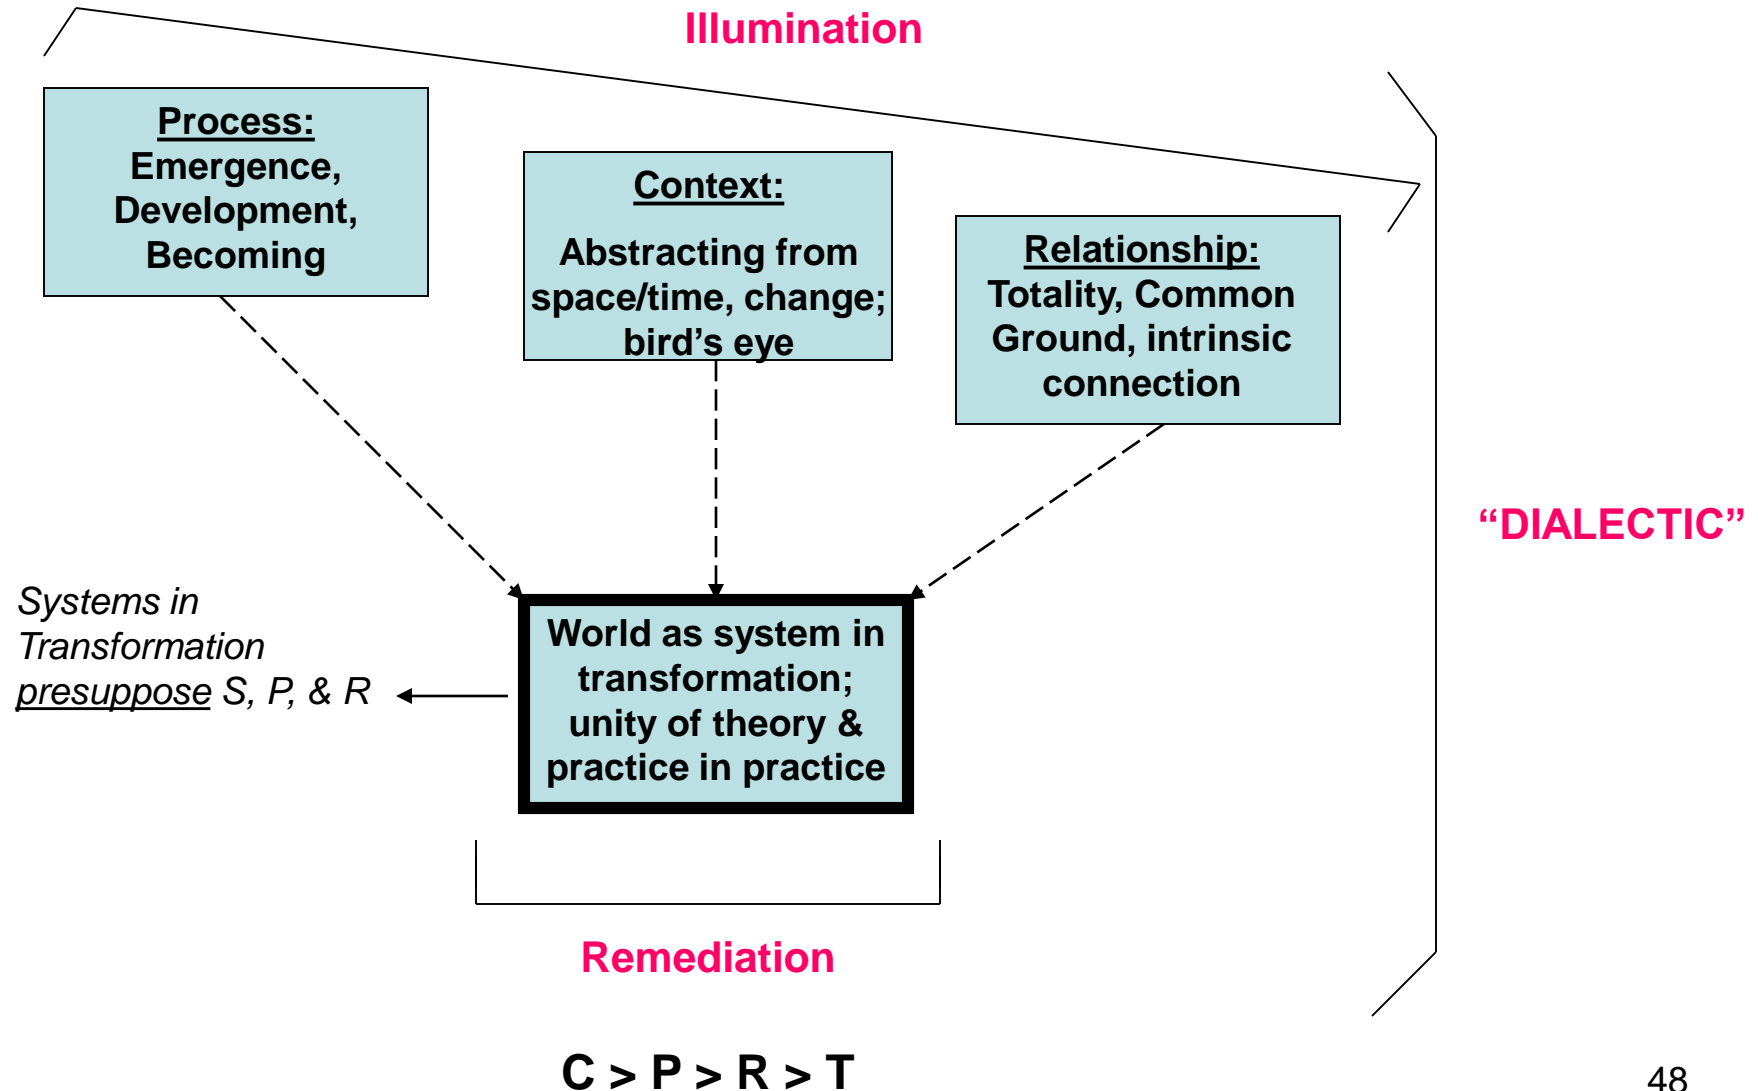 Illumination
Process:
Emergence,
Development,
Becoming
Context:
Abstracting from
space/time, change;
bird’s eye
Relationship:
Totality, Common
Ground, intrinsic
connection
“DIALECTIC”
Systems in
Transformation
presuppose S, P, & R
World as system in
transformation;
unity of theory &
practice in practice
Remediation
C > P > R > T
48